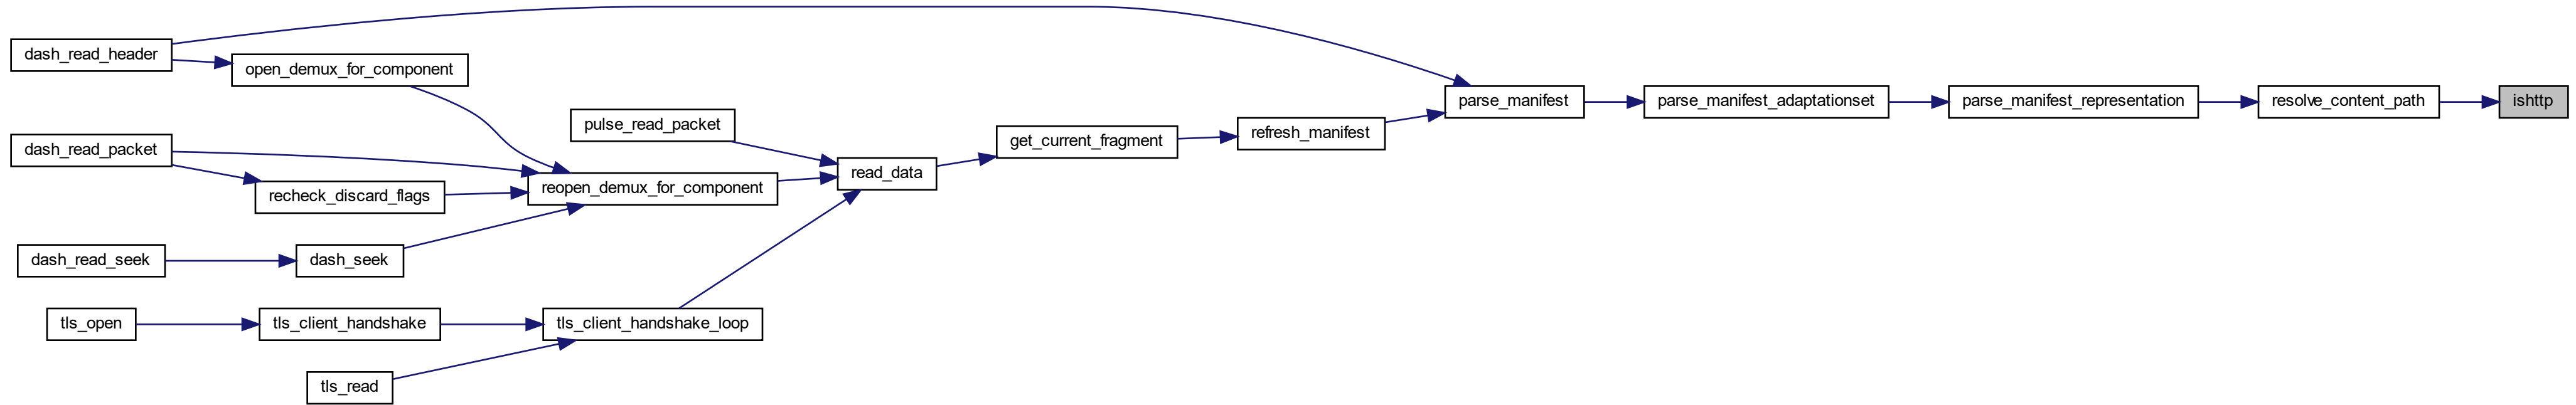 dash_read_header
open_demux_for_component
dash_read_packet
recheck_discard_flags
dash_read_seek
dash_seek
tls_open
tls_client_handshake
tls_read
pulse_read_packet
reopen_demux_for_component
tls_client_handshake_loop
read_data
get_current_fragment
refresh_manifest
parse_manifest
parse_manifest_adaptationset
parse_manifest_representation
resolve_content_path
ishttp